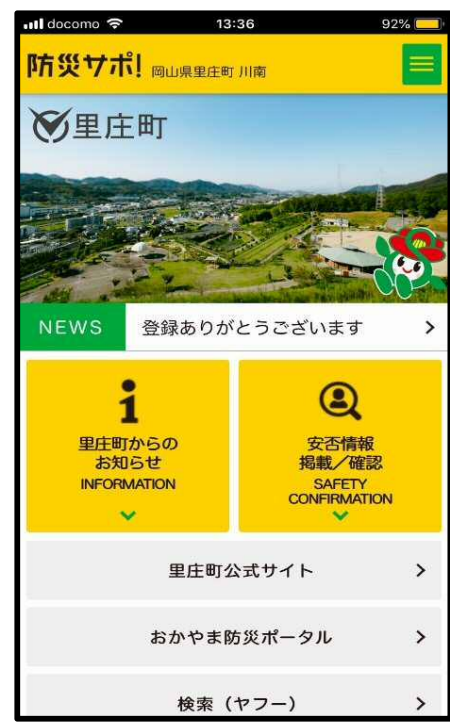 docomo 13:36 92%
防災サポ! 岡山県里庄町 川南
里庄町
NEWS 登録ありがとうございます
里庄町からの
お知らせ
INFORMATION
安否情報
掲載／確認
SAFETY
CONFIRMATION
里庄町公式サイト
おかやま防災ポータル
検索（ヤフー）